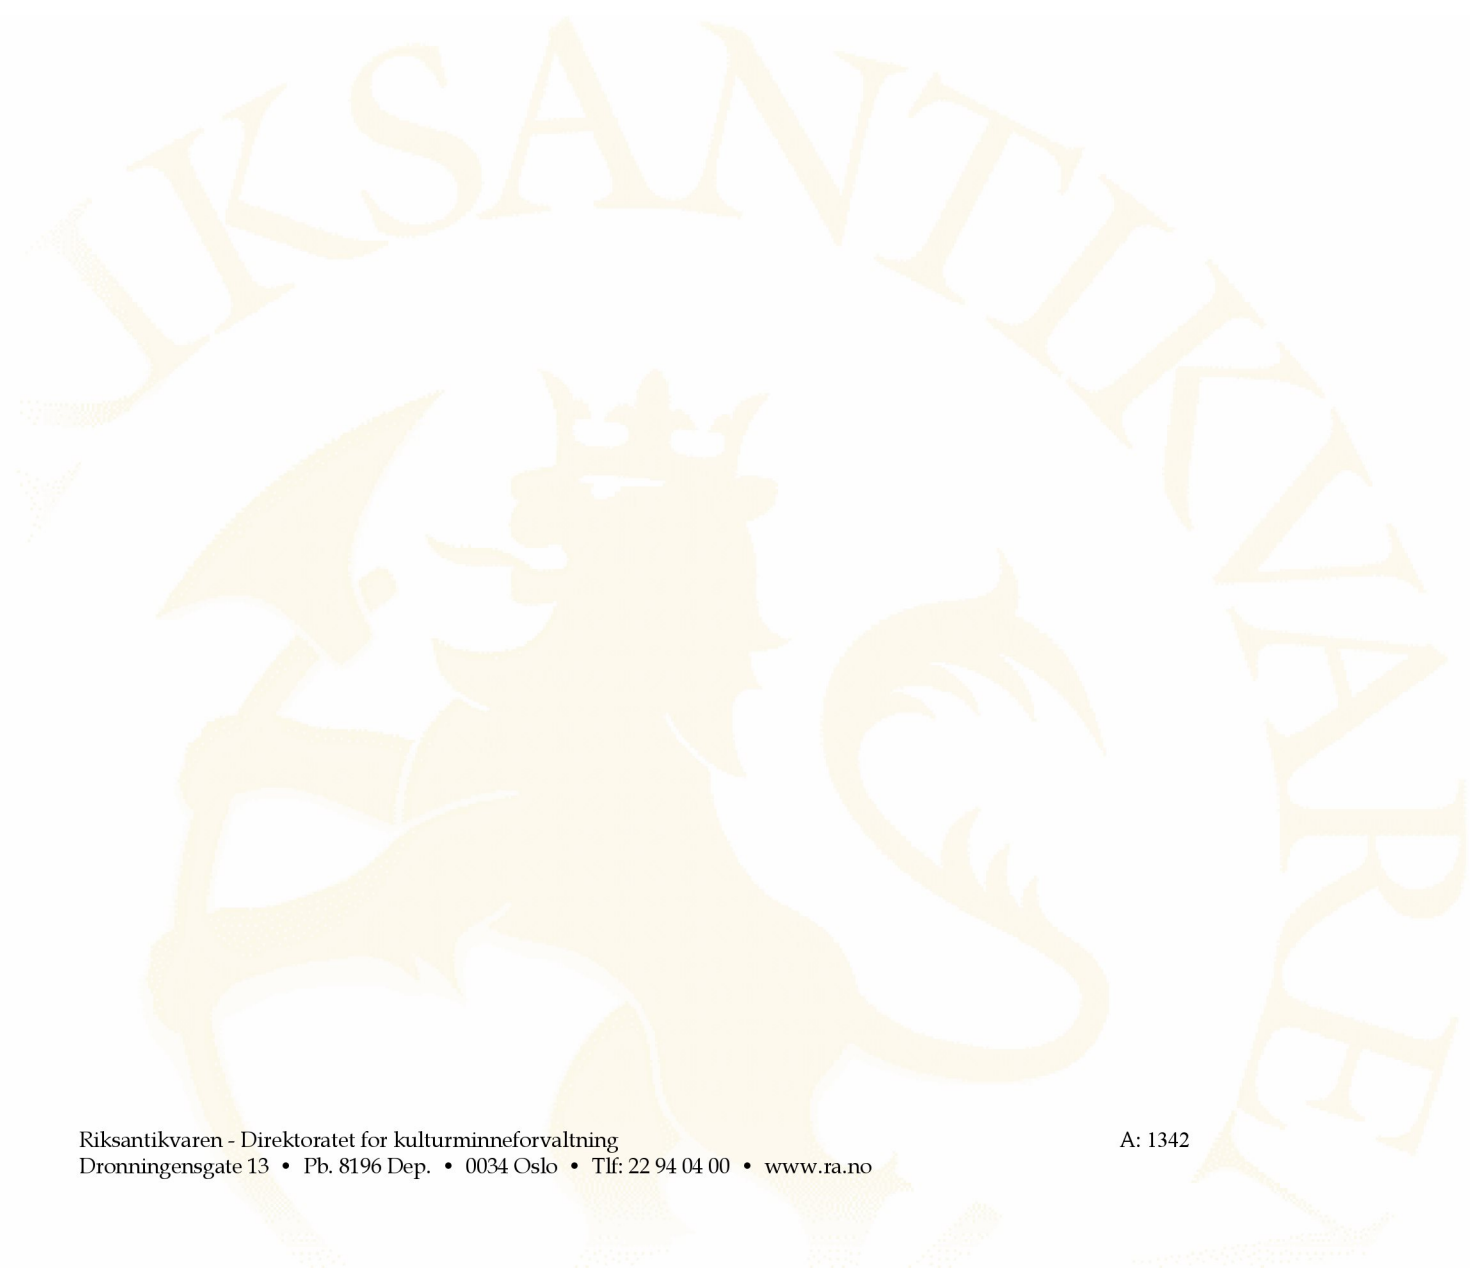 RIKSANTIKVAREN
Riksantikvaren - Direktoratet for kulturminneforvaltning
A: 1342
Dronningensgate 13 • Pb. 8196 Dep. • 0034 Oslo • Tlf: 22 94 04 00 • www.ra.no